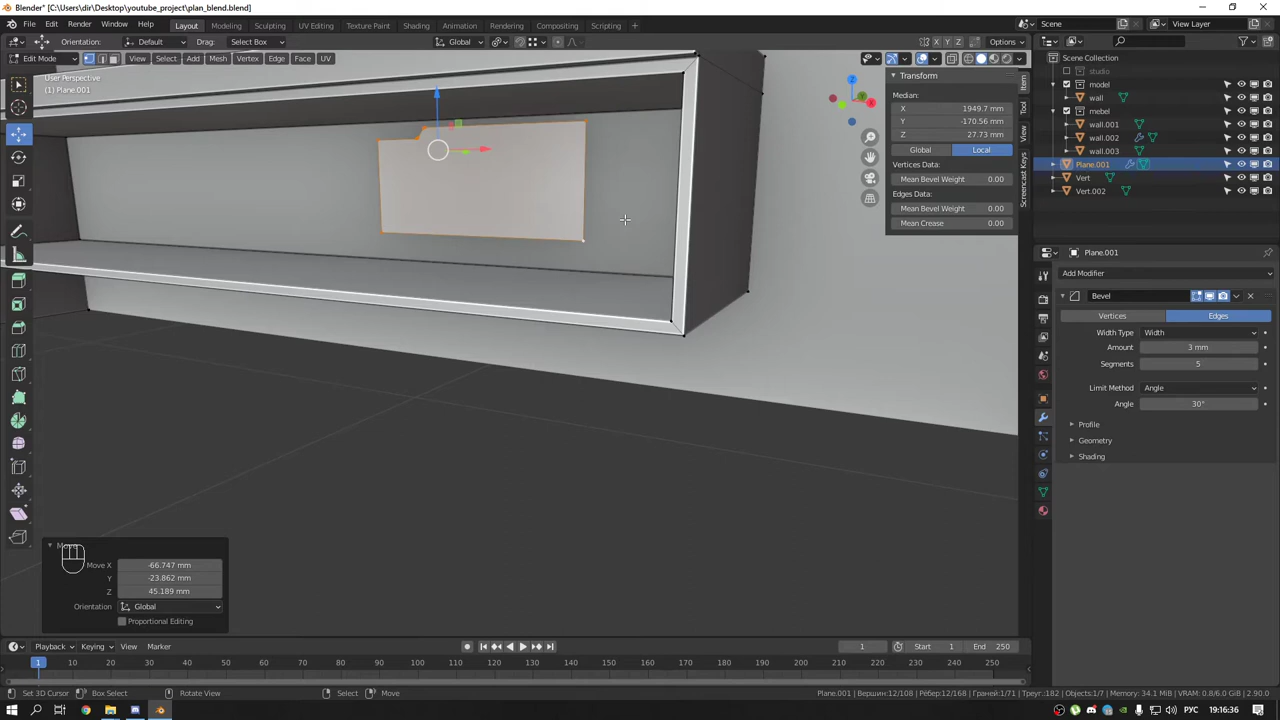 Blender* [C:\Users\dir\Desktop\youtube_project\plan_blend.blend]
File Edit Render Window Help Layout Modeling Sculpting UV Editing Texture Paint Shading Animation Rendering Compositing Scripting Scene View Layer
Orientation: Default Drag: Select Box Global X Y Z Options
Edit Mode View Select Add Mesh Vertex Edge Face UV
User Perspective
(1) Plane.001
Transform
Median:
X 1949.7 mm
Y -170.56 mm
Z 27.73 mm
Global Local
Vertices Data:
Mean Bevel Weight 0.00
Edges Data:
Mean Bevel Weight 0.00
Mean Crease 0.00
Item
Tool
View
Screencast Keys
Scene Collection
studio
model
wall
mebel
wall.001
wall.002
wall.003
Plane.001
Vert
Vert.002
Plane.001
Add Modifier
Bevel
Vertices Edges
Width Type Width
Amount 3 mm
Segments 5
Limit Method Angle
Angle 30°
Profile
Geometry
Shading
Move X -66.747 mm
Y -23.862 mm
Z 45.189 mm
Orientation Global
Proportional Editing
Playback Keying View Marker 1 Start 1 End 250
1 10 20 30 40 50 60 70 80 90 100 110 120 130 140 150 160 170 180 190 200 210 220 230 240 250
Set 3D Cursor Box Select Rotate View Select Move Plane.001 | Вершин:12/108 | Рёбер:12/168 | Граней:1/71 | Треуг.:182 | Objects:1/7 | Memory: 34.1 MiB | VRAM: 0.8/6.0 GiB | 2.90.0
РУС 19:16:36